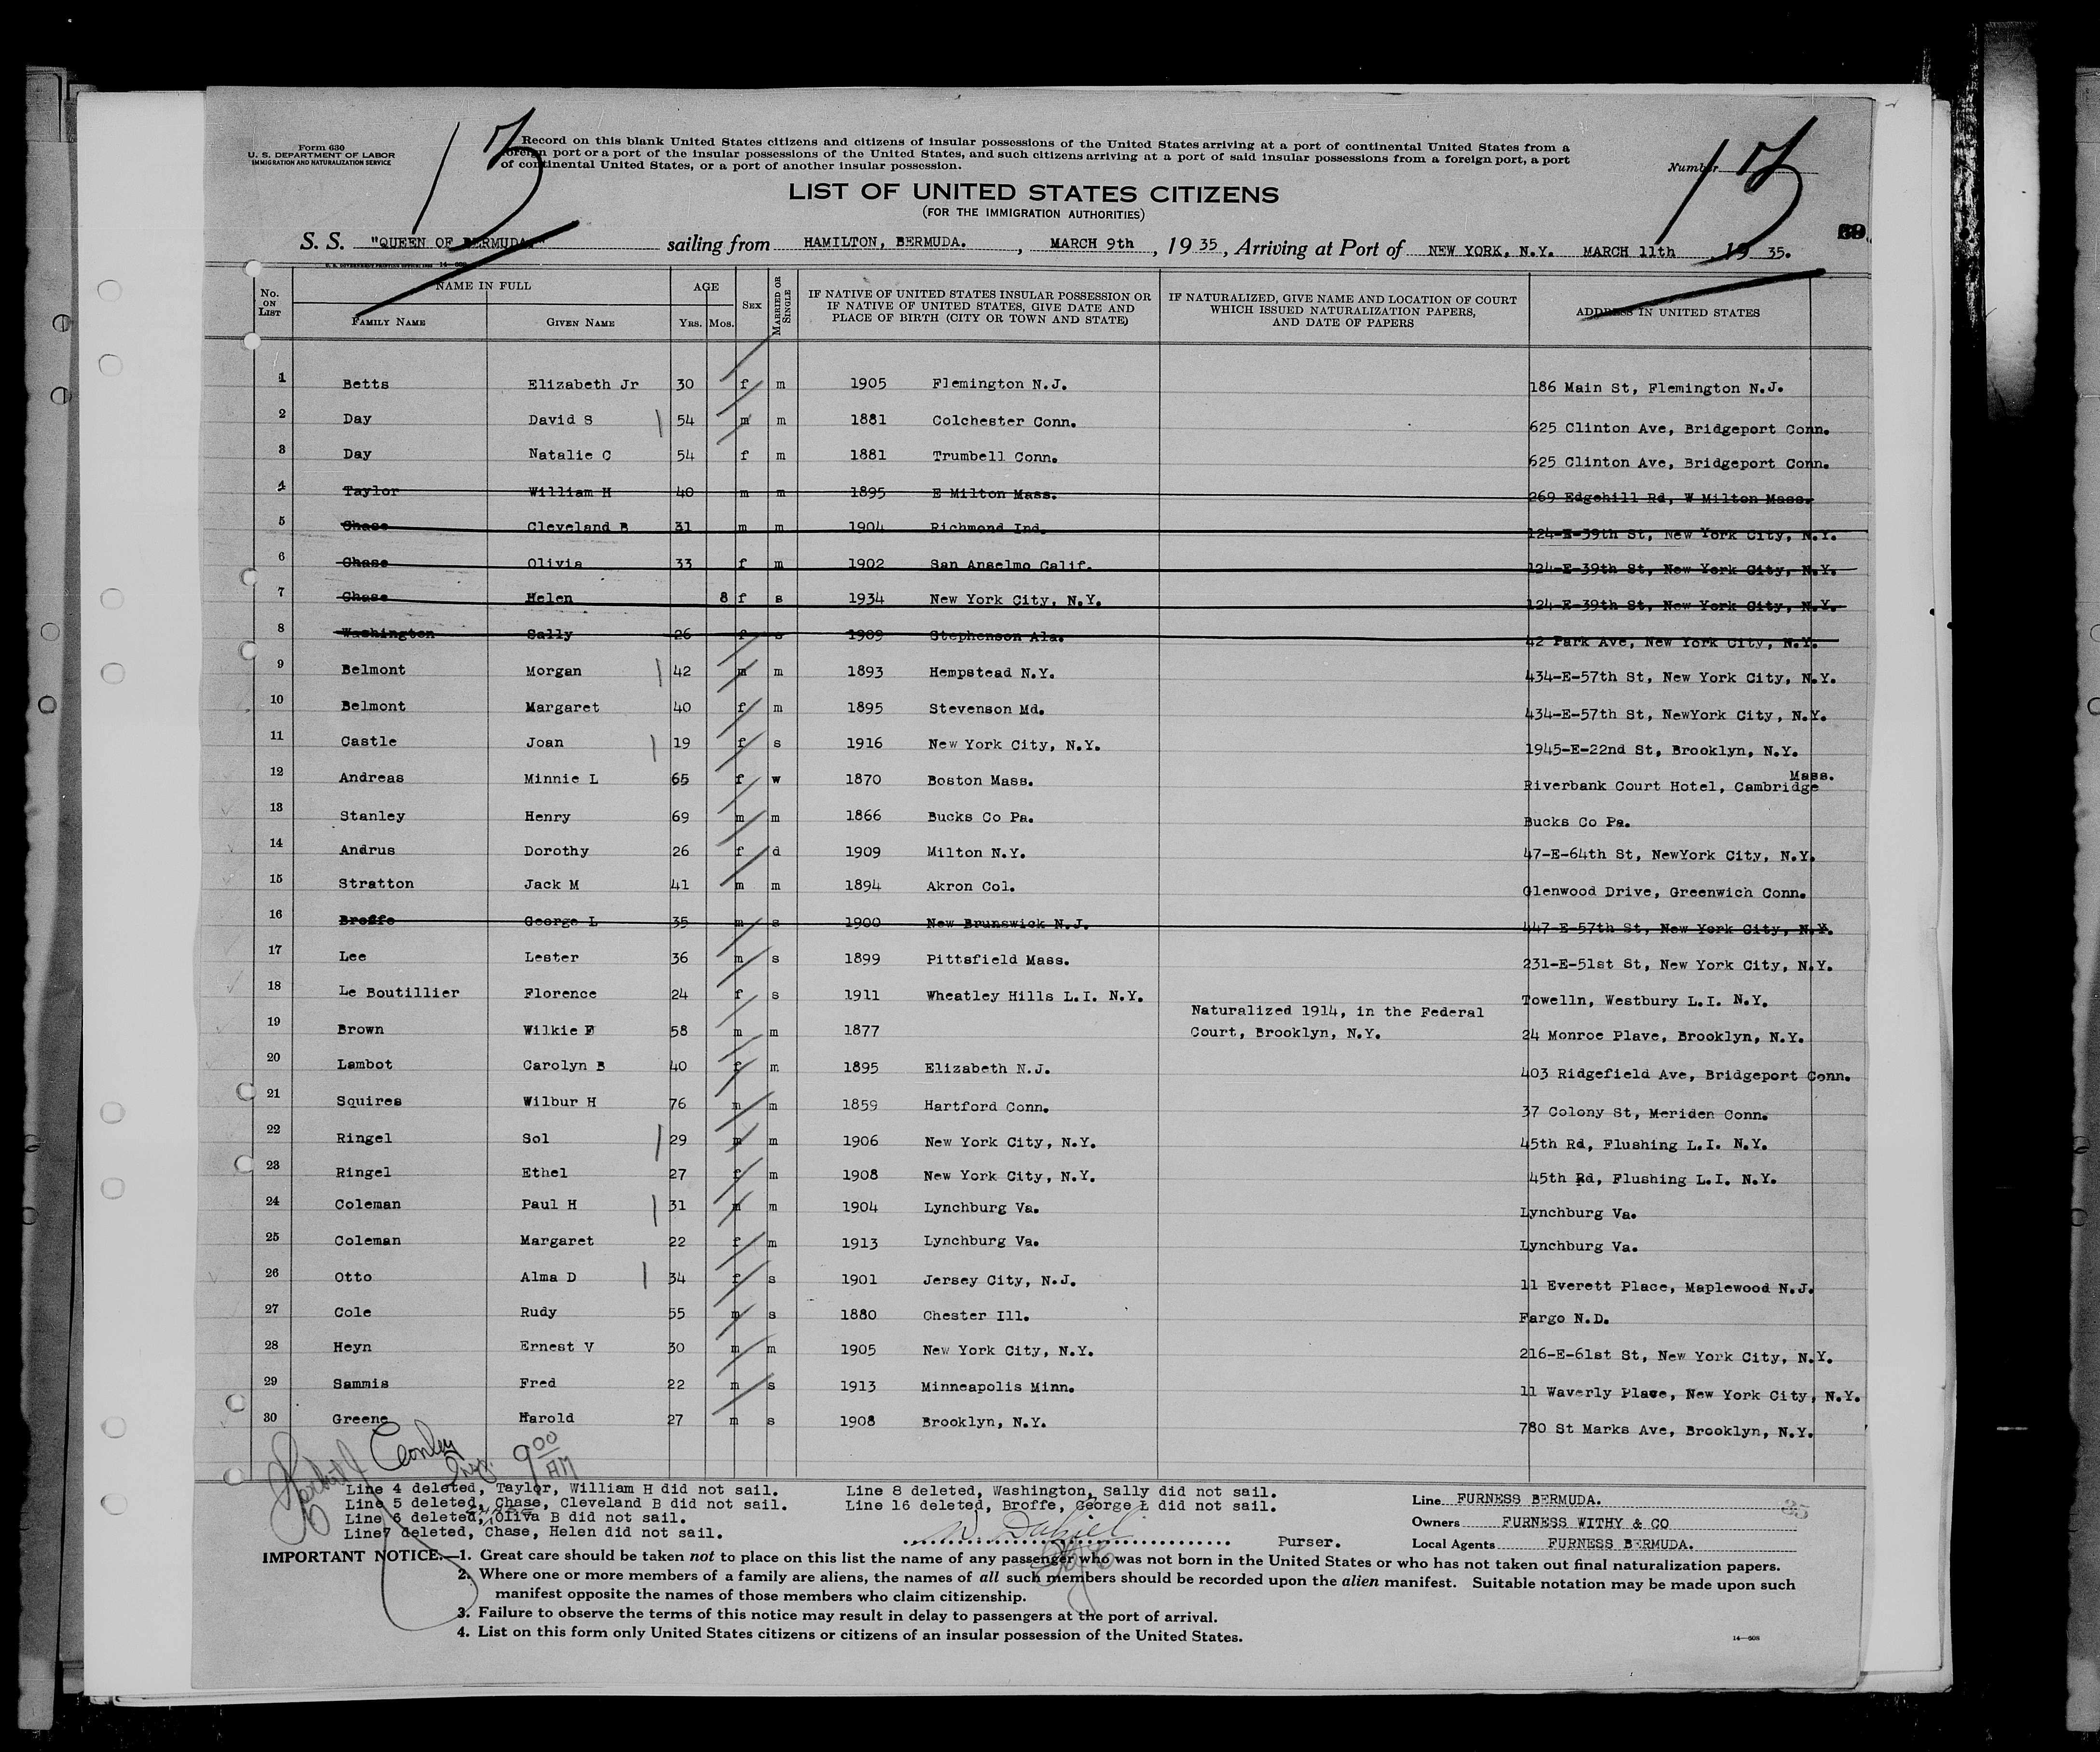 13
13
Form 630
U. S. DEPARTMENT OF LABOR
IMMIGRATION AND NATURALIZATION SERVICE
Record on this blank United States citizens and citizens of insular possessions of the United States arriving at a port of continental United States from a
foreign port or a port of the insular possessions of the United States, and such citizens arriving at a port of said insular possessions from a foreign port, a port
of continental United States, or a port of another insular possession.
Number
LIST OF UNITED STATES CITIZENS
(FOR THE IMMIGRATION AUTHORITIES)
S. S. "QUEEN OF BERMUDA." sailing from HAMILTON, BERMUDA. , MARCH 9th , 19 35 , Arriving at Port of NEW YORK, N.Y. MARCH 11th , 19 35.
No. ON LIST NAME IN FULL AGE SEX MARRIED OR SINGLE IF NATIVE OF UNITED STATES INSULAR POSSESSION OR IF NATIVE OF UNITED STATES, GIVE DATE AND PLACE OF BIRTH (CITY OR TOWN AND STATE) IF NATURALIZED, GIVE NAME AND LOCATION OF COURT WHICH ISSUED NATURALIZATION PAPERS, AND DATE OF PAPERS ADDRESS IN UNITED STATES
FAMILY NAME GIVEN NAME YRS. MOS.
1 Betts Elizabeth Jr 30 f m 1905 Flemington N.J. 186 Main St, Flemington N.J.
2 Day David S 54 m m 1881 Colchester Conn. 625 Clinton Ave, Bridgeport Conn.
3 Day Natalie C 54 f m 1881 Trumbell Conn. 625 Clinton Ave, Bridgeport Conn.
4 Taylor William H 40 m m 1895 E Milton Mass. 269 Edgehill Rd, W Milton Mass.
5 Chase Cleveland B 31 m m 1904 Richmond Ind. 124-E-39th St, New York City, N.Y.
6 Chase Olivia 33 f m 1902 San Anselmo Calif. 124-E-39th St, New York City, N.Y.
7 Chase Helen 8 f s 1934 New York City, N.Y. 124-E-39th St, New York City, N.Y.
8 Washington Sally 26 f s 1909 Stephenson Ala. 42 Park Ave, New York City, N.Y.
9 Belmont Morgan 42 m m 1893 Hempstead N.Y. 434-E-57th St, New York City, N.Y.
10 Belmont Margaret 40 f m 1895 Stevenson Md. 434-E-57th St, NewYork City, N.Y.
11 Castle Joan 19 f s 1916 New York City, N.Y. 1945-E-22nd St, Brooklyn, N.Y.
12 Andreas Minnie L 65 f w 1870 Boston Mass. Riverbank Court Hotel, Cambridge Mass.
13 Stanley Henry 69 m m 1866 Bucks Co Pa. Bucks Co Pa.
14 Andrus Dorothy 26 f d 1909 Milton N.Y. 47-E-64th St, NewYork City, N.Y.
15 Stratton Jack M 41 m m 1894 Akron Col. Glenwood Drive, Greenwich Conn.
16 Broffe George L 35 m s 1900 New Brunswick N.J. 447-E-57th St, New York City, N.Y.
17 Lee Lester 36 m s 1899 Pittsfield Mass. 231-E-51st St, New York City, N.Y.
18 Le Boutillier Florence 24 f s 1911 Wheatley Hills L.I. N.Y. Towelln, Westbury L.I. N.Y.
19 Brown Wilkie F 58 m m 1877 Naturalized 1914, in the Federal Court, Brooklyn, N.Y. 24 Monroe Plave, Brooklyn, N.Y.
20 Lambot Carolyn B 40 f m 1895 Elizabeth N.J. 403 Ridgefield Ave, Bridgeport Conn.
21 Squires Wilbur H 76 m m 1859 Hartford Conn. 37 Colony St, Meriden Conn.
22 Ringel Sol 29 m m 1906 New York City, N.Y. 45th Rd, Flushing L.I. N.Y.
23 Ringel Ethel 27 f m 1908 New York City, N.Y. 45th Rd, Flushing L.I. N.Y.
24 Coleman Paul H 31 m m 1904 Lynchburg Va. Lynchburg Va.
25 Coleman Margaret 22 f m 1913 Lynchburg Va. Lynchburg Va.
26 Otto Alma D 34 f s 1901 Jersey City, N.J. 11 Everett Place, Maplewood N.J.
27 Cole Rudy 55 m s 1880 Chester Ill. Fargo N.D.
28 Heyn Ernest V 30 m m 1905 New York City, N.Y. 216-E-61st St, New York City, N.Y.
29 Sammis Fred 22 m s 1913 Minneapolis Minn. 11 Waverly Place, New York City, N.Y.
30 Greene Harold 27 m s 1908 Brooklyn, N.Y. 780 St Marks Ave, Brooklyn, N.Y.
9 00 AM
Line 4 deleted, Taylor, William H did not sail. Line 8 deleted, Washington, Sally did not sail.
Line 5 deleted, Chase, Cleveland B did not sail. Line 16 deleted, Broffe, George L did not sail.
Line 6 deleted, Oliva B did not sail.
Line7 deleted, Chase, Helen did not sail.
Purser.
Line FURNESS BERMUDA.
Owners FURNESS WITHY & CO
Local Agents FURNESS BERMUDA.
35
IMPORTANT NOTICE.—1. Great care should be taken not to place on this list the name of any passenger who was not born in the United States or who has not taken out final naturalization papers.
2. Where one or more members of a family are aliens, the names of all such members should be recorded upon the alien manifest. Suitable notation may be made upon such
manifest opposite the names of those members who claim citizenship.
3. Failure to observe the terms of this notice may result in delay to passengers at the port of arrival.
4. List on this form only United States citizens or citizens of an insular possession of the United States.
14—608